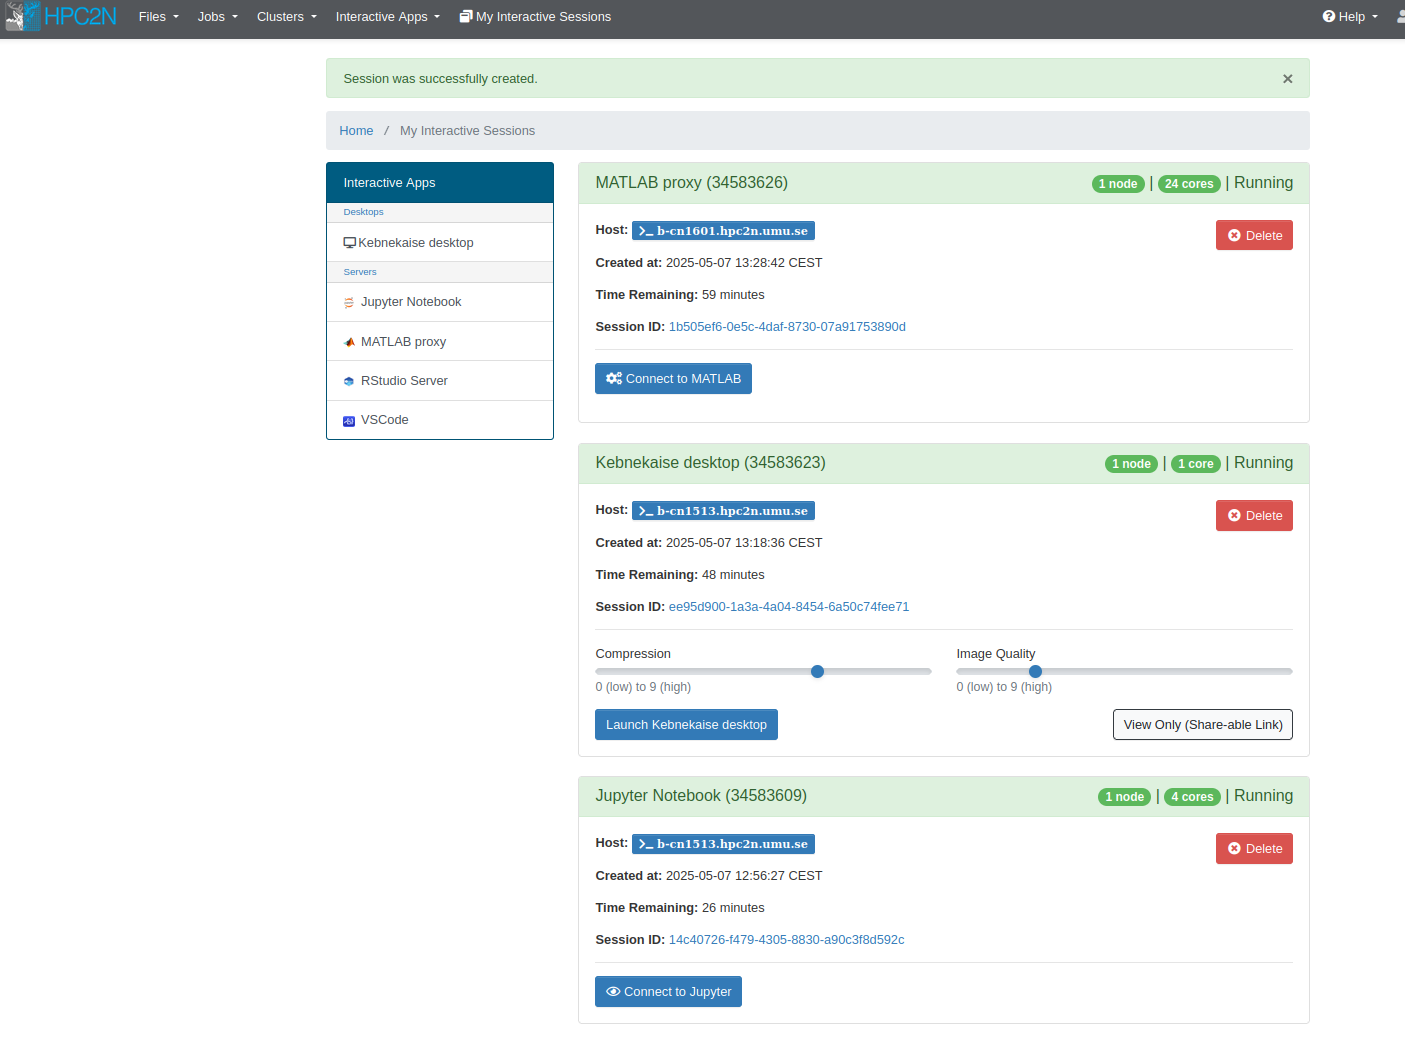 HPC2N Files Jobs Clusters Interactive Apps My Interactive Sessions Help
Session was successfully created. ×
Home / My Interactive Sessions
Interactive Apps
Desktops
Kebnekaise desktop
Servers
Jupyter Notebook
MATLAB proxy
RStudio Server
VSCode
MATLAB proxy (34583626) 1 node | 24 cores | Running
Host: >_ b-cn1601.hpc2n.umu.se
Delete
Created at: 2025-05-07 13:28:42 CEST
Time Remaining: 59 minutes
Session ID: 1b505ef6-0e5c-4daf-8730-07a91753890d
Connect to MATLAB
Kebnekaise desktop (34583623) 1 node | 1 core | Running
Host: >_ b-cn1513.hpc2n.umu.se
Delete
Created at: 2025-05-07 13:18:36 CEST
Time Remaining: 48 minutes
Session ID: ee95d900-1a3a-4a04-8454-6a50c74fee71
Compression
0 (low) to 9 (high)
Image Quality
0 (low) to 9 (high)
Launch Kebnekaise desktop
View Only (Share-able Link)
Jupyter Notebook (34583609) 1 node | 4 cores | Running
Host: >_ b-cn1513.hpc2n.umu.se
Delete
Created at: 2025-05-07 12:56:27 CEST
Time Remaining: 26 minutes
Session ID: 14c40726-f479-4305-8830-a90c3f8d592c
Connect to Jupyter